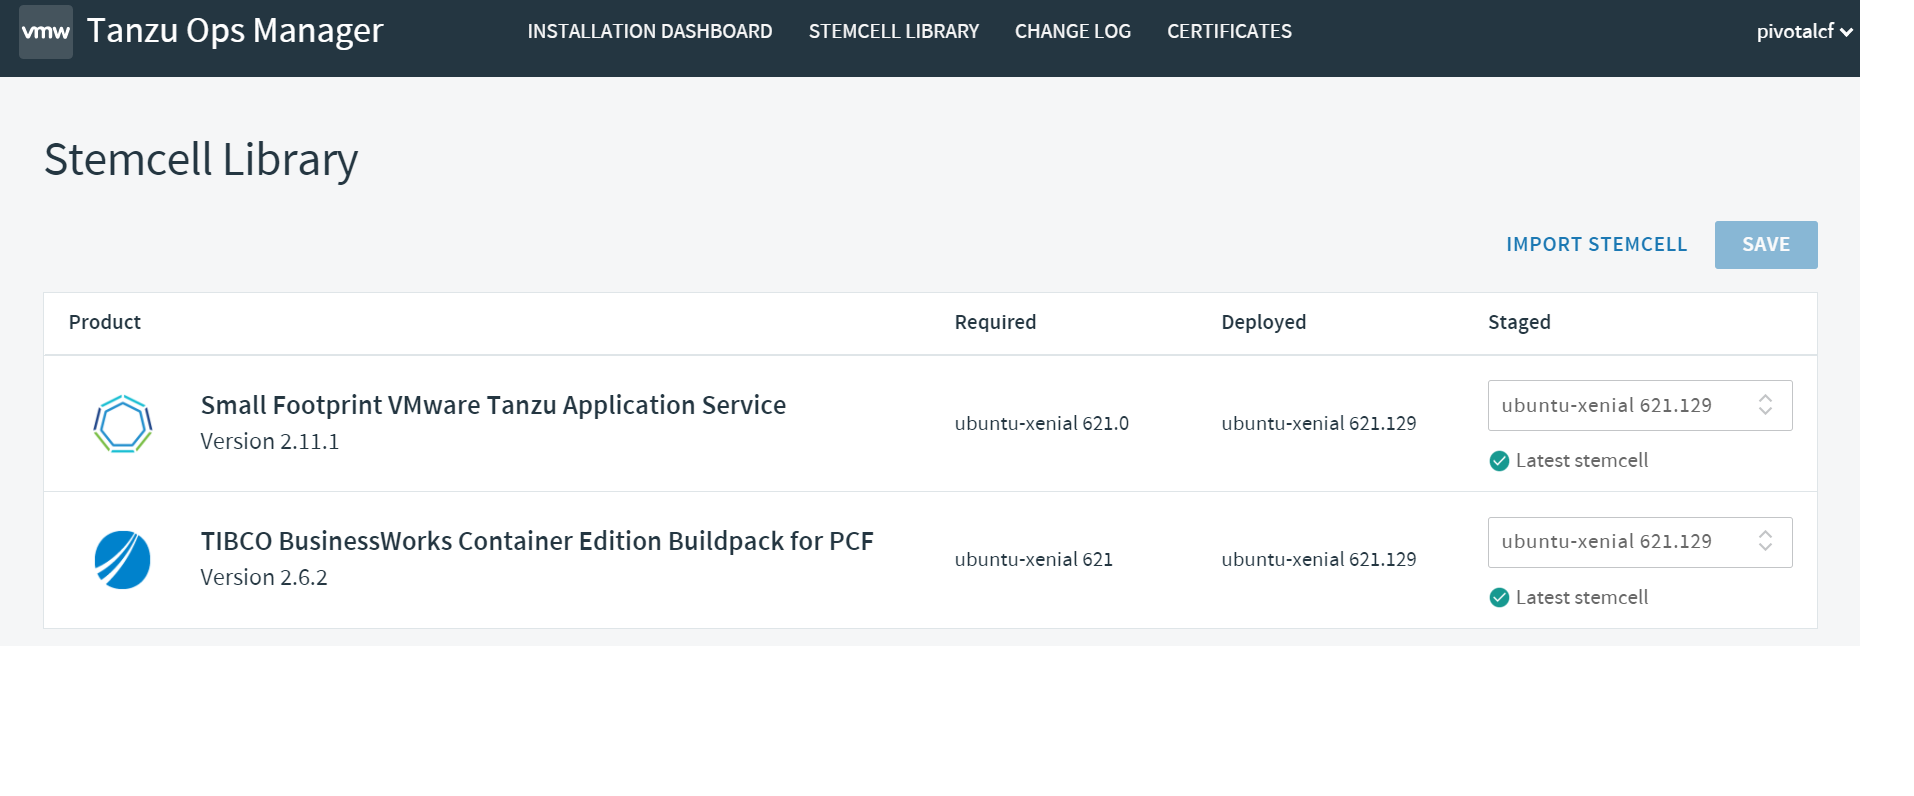 vmw Tanzu Ops Manager INSTALLATION DASHBOARD STEMCELL LIBRARY CHANGE LOG CERTIFICATES pivotalcf
Stemcell Library
IMPORT STEMCELL SAVE
Product Required Deployed Staged
Small Footprint VMware Tanzu Application Service
Version 2.11.1
ubuntu-xenial 621.0 ubuntu-xenial 621.129 ubuntu-xenial 621.129
Latest stemcell
TIBCO BusinessWorks Container Edition Buildpack for PCF
Version 2.6.2
ubuntu-xenial 621 ubuntu-xenial 621.129 ubuntu-xenial 621.129
Latest stemcell